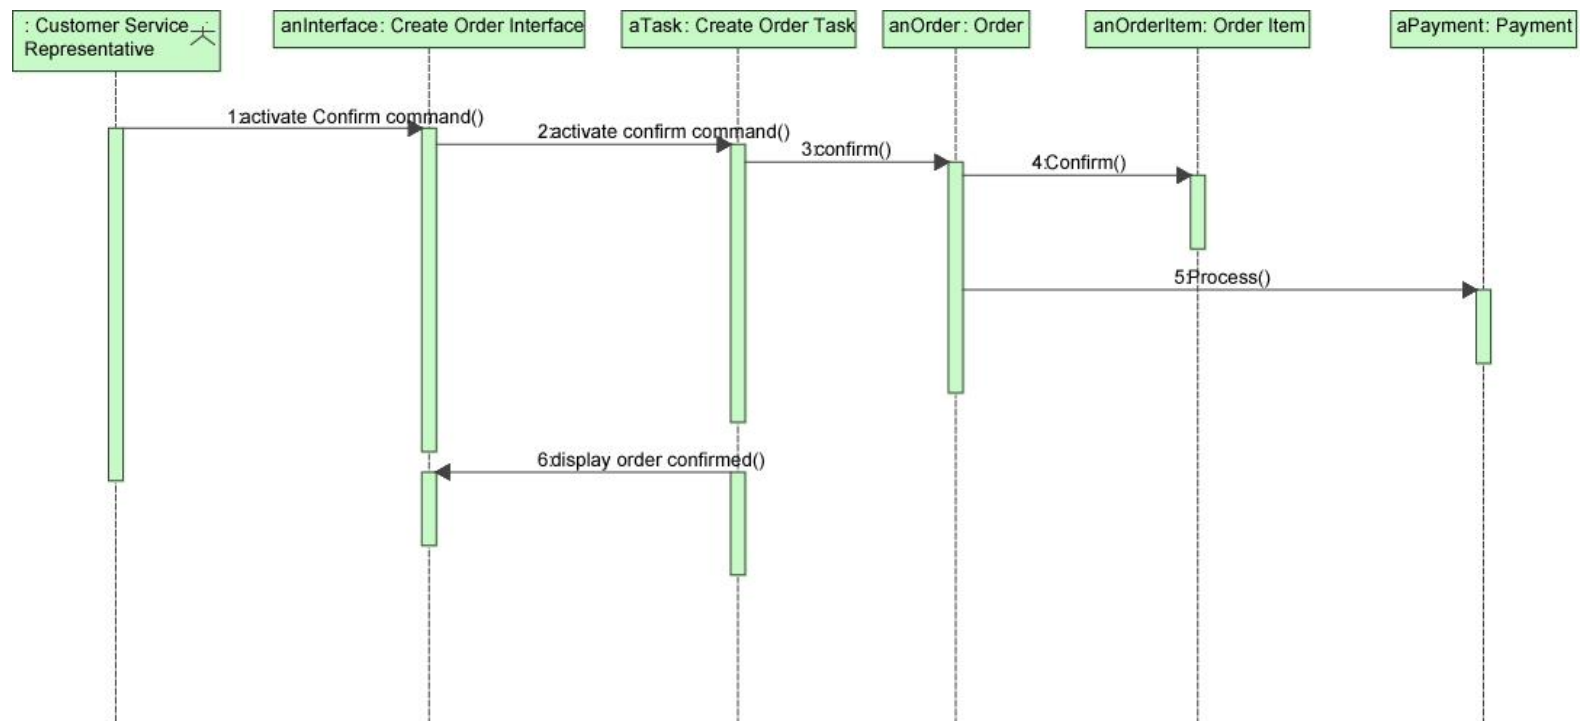 : Customer Service
Representative
anInterface: Create Order Interface
aTask: Create Order Task
anOrder: Order
anOrderItem: Order Item
aPayment: Payment
1:activate Confirm command()
2:activate confirm command()
3:confirm()
4:Confirm()
5:Process()
6:display order confirmed()